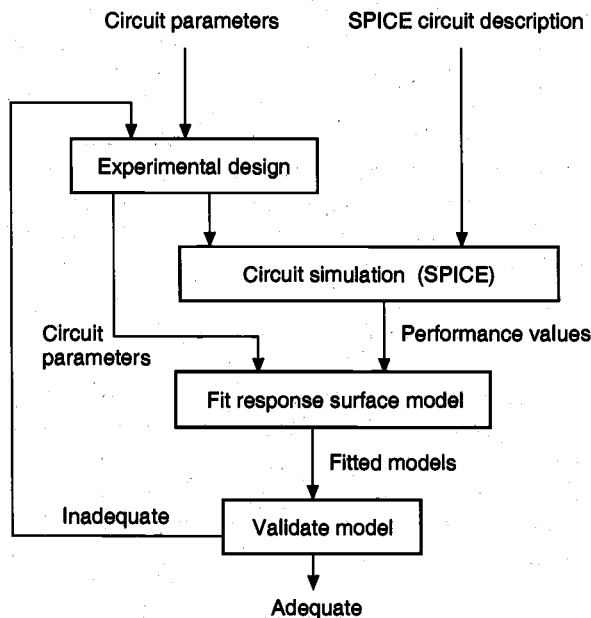 Circuit parameters
SPICE circuit description
Experimental design
Circuit simulation (SPICE)
Circuit
parameters
Performance values
Fit response surface model
Fitted models
Inadequate
Validate model
Adequate